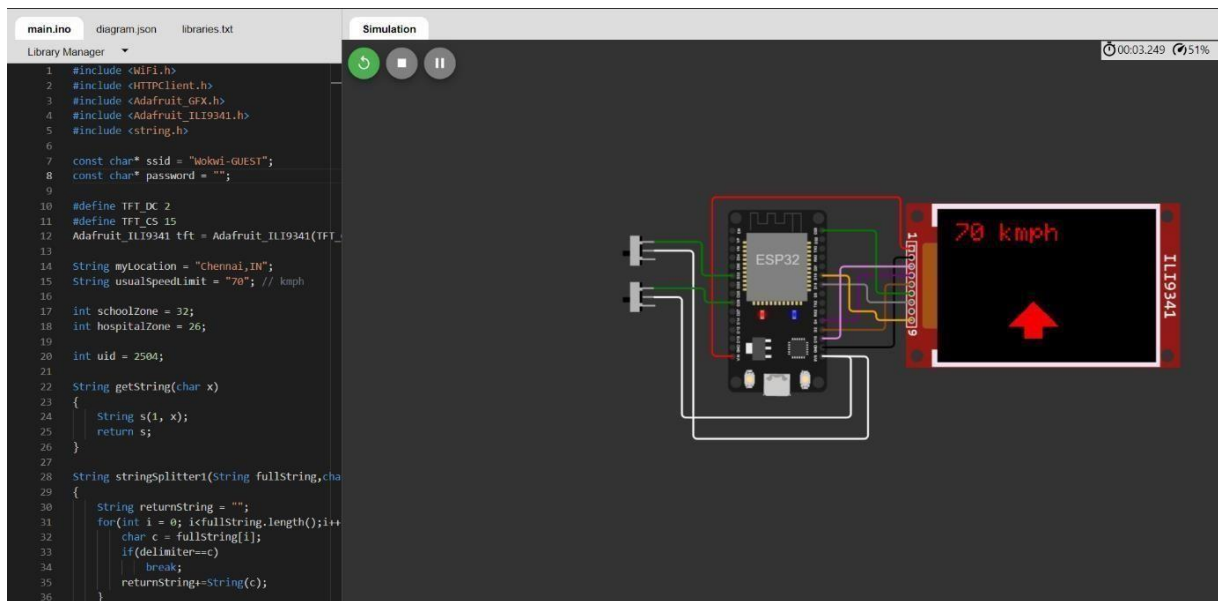 main.ino diagram.json libraries.txt
Library Manager
1 #include <WiFi.h>
2 #include <HTTPClient.h>
3 #include <Adafruit_GFX.h>
4 #include <Adafruit_ILI9341.h>
5 #include <string.h>
6
7 const char* ssid = "Wokwi-GUEST";
8 const char* password = "";
9
10 #define TFT_DC 2
11 #define TFT_CS 15
12 Adafruit_ILI9341 tft = Adafruit_ILI9341(TFT_
13
14 String myLocation = "Chennai,IN";
15 String usualSpeedLimit = "70"; // kmph
16
17 int schoolZone = 32;
18 int hospitalZone = 26;
19
20 int uid = 2504;
21
22 String getString(char x)
23 {
24 String s(1, x);
25 return s;
26 }
27
28 String stringSplitter1(String fullString,cha
29 {
30 String returnString = "";
31 for(int i = 0; i<fullString.length();i++
32 char c = fullString[i];
33 if(delimiter==c)
34 break;
35 returnString+=String(c);
36 }
Simulation
00:03.249 51%
ESP32
1
9
70 kmph
ILI9341